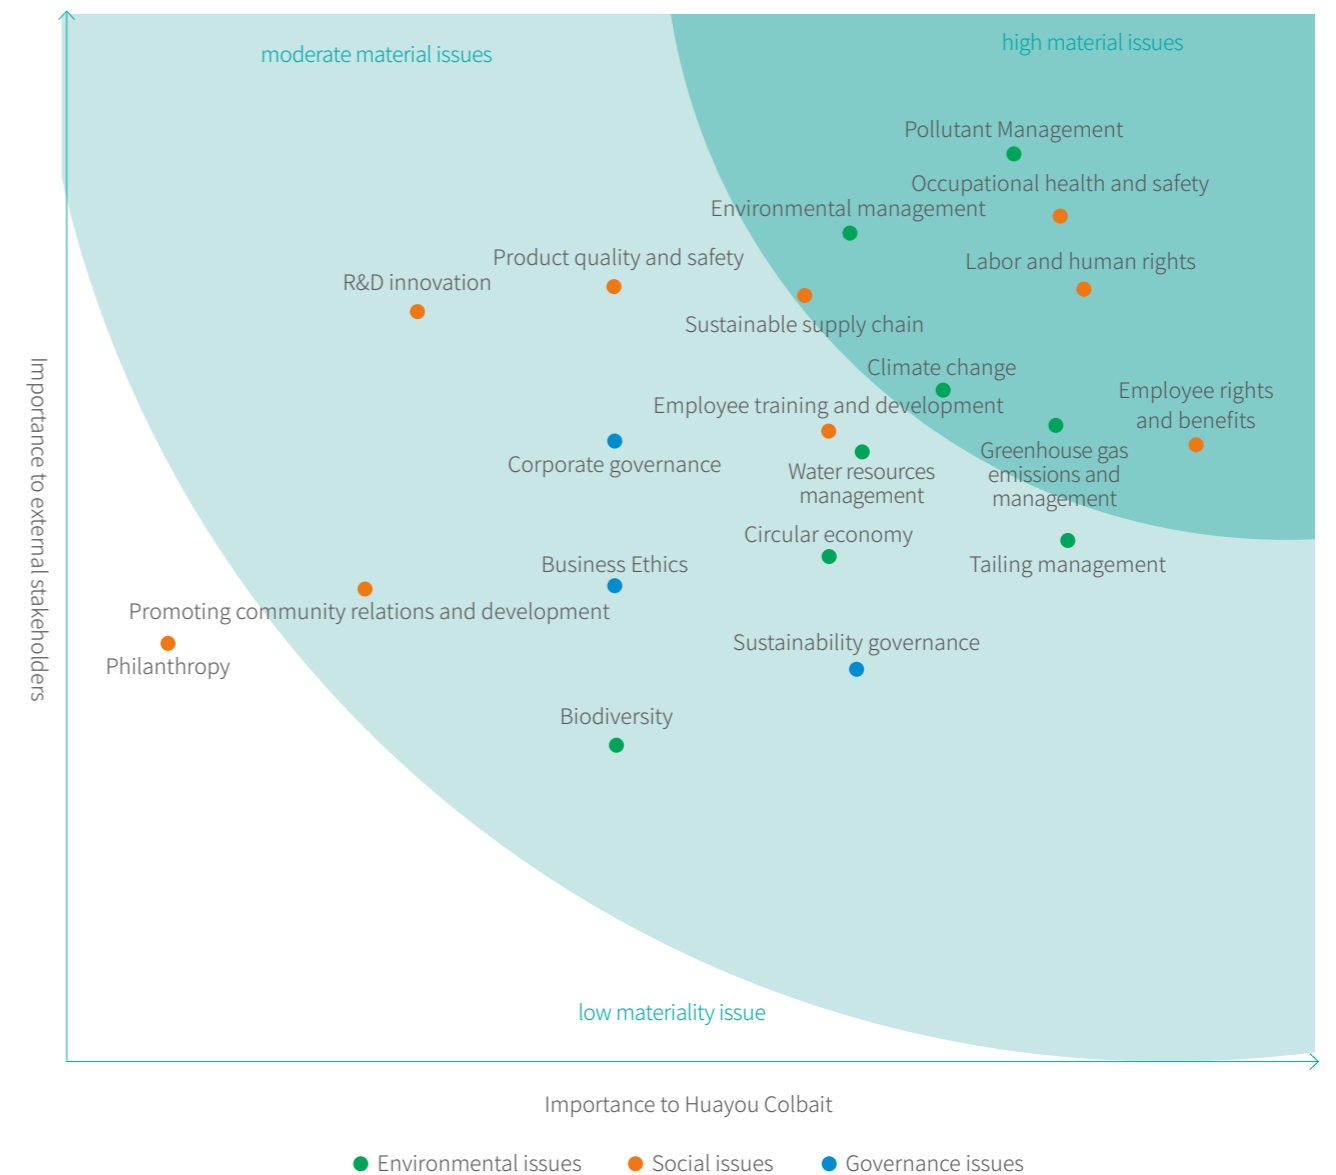 high material issues
moderate material issues
Pollutant Management
Occupational health and safety
Environmental management
Product quality and safety
Labor and human rights
R&D innovation
Sustainable supply chain
Climate change
Employee rights
and benefits
Employee training and development
Corporate governance
Greenhouse gas
emissions and
management
Water resources
management
Circular economy
Business Ethics
Tailing management
Promoting community relations and development
Sustainability governance
Philanthropy
Biodiversity
low materiality issue
Importance to external stakeholders
Importance to Huayou Colbait
Environmental issues
Social issues
Governance issues